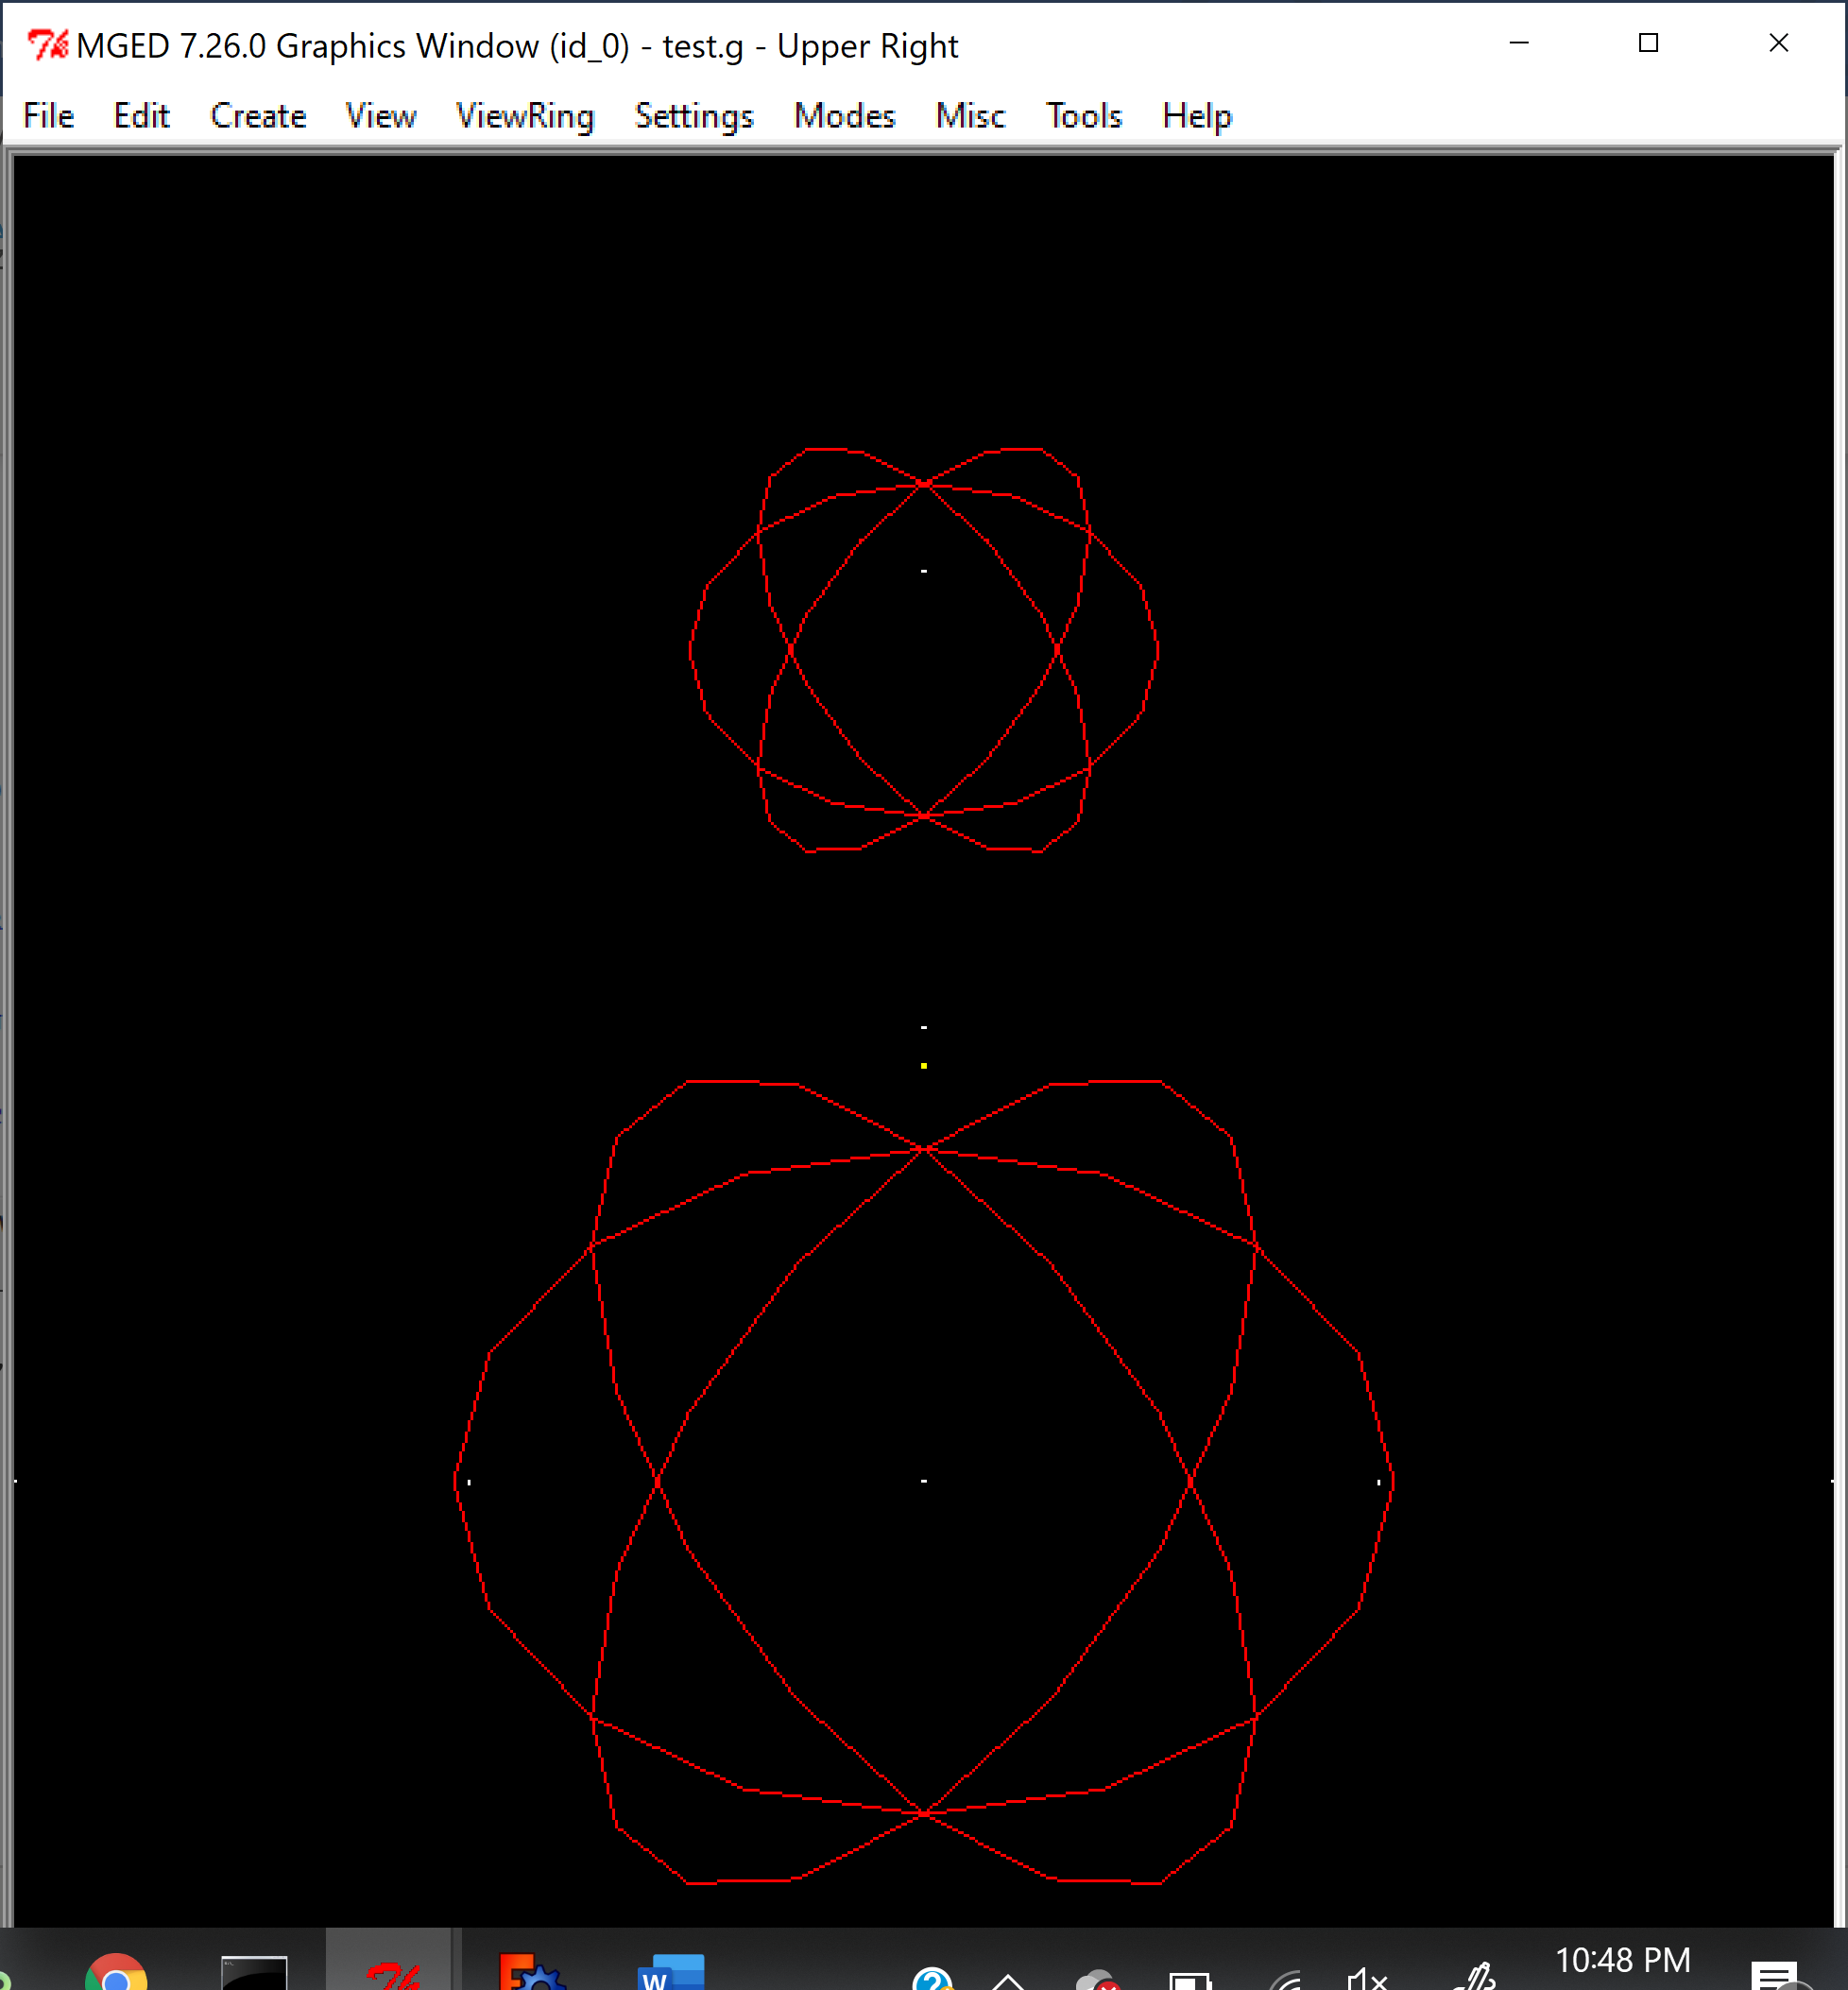 MGED 7.26.0 Graphics Window (id_0) - test.g - Upper Right
File Edit Create View ViewRing Settings Modes Misc Tools Help
10:48 PM